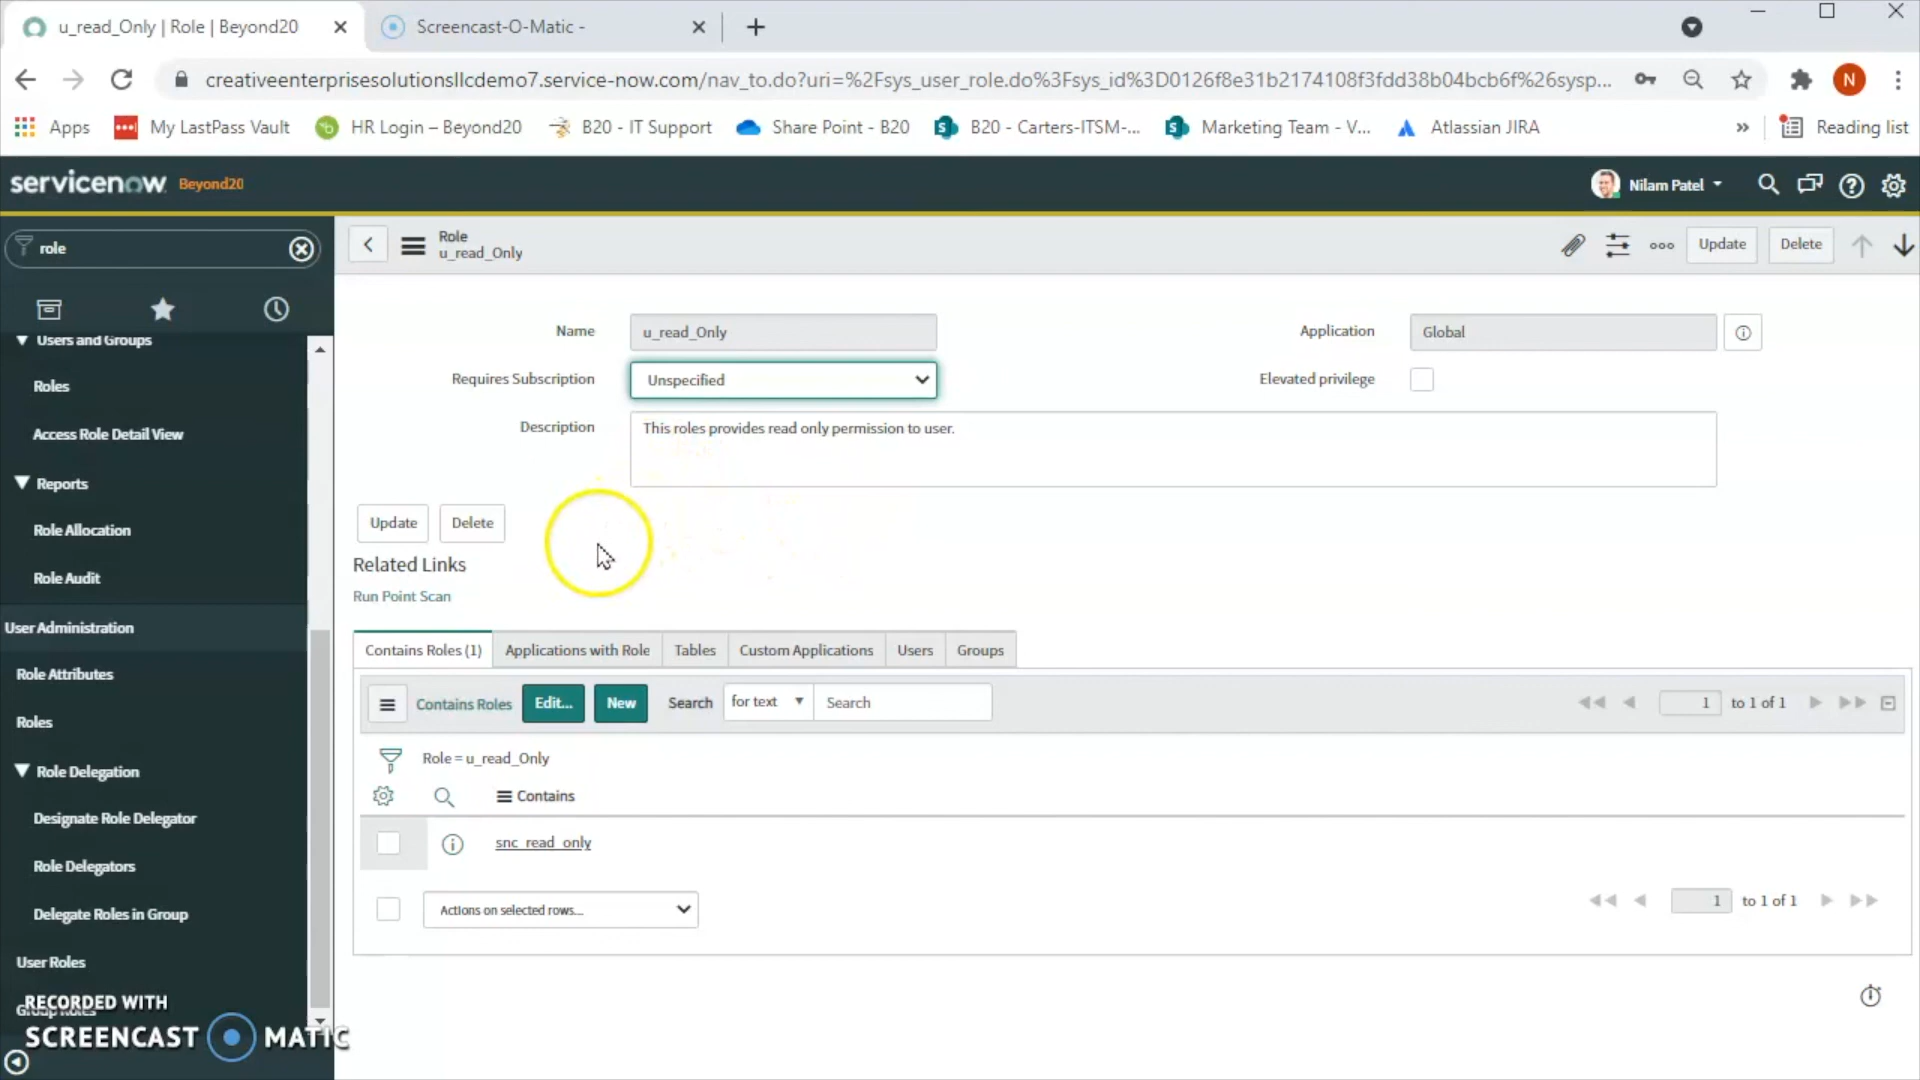 u_read_Only | Role | Beyond20
Screencast-O-Matic -
creativeenterprisesolutionsllcdemo7.service-now.com/nav_to.do?uri=%2Fsys_user_role.do%3Fsys_id%3D0126f8e31b2174108f3fdd38b04bcb6f%26sysp...
N
Apps
My LastPass Vault
HR Login – Beyond20
B20 - IT Support
Share Point - B20
B20 - Carters-ITSM-...
Marketing Team - V...
Atlassian JIRA
»
Reading list
servicenow Beyond20
Nilam Patel
role
Role
u_read_Only
Update
Delete
Users and Groups
Roles
Access Role Detail View
Reports
Role Allocation
Role Audit
User Administration
Role Attributes
Roles
Role Delegation
Designate Role Delegator
Role Delegators
Delegate Roles in Group
User Roles
Group Roles
Name
u_read_Only
Application
Global
Requires Subscription
Unspecified
Elevated privilege
Description
This roles provides read only permission to user.
Update
Delete
Related Links
Run Point Scan
Contains Roles (1)
Applications with Role
Tables
Custom Applications
Users
Groups
Contains Roles
Edit...
New
Search
for text
Search
1 to 1 of 1
Role = u_read_Only
Contains
snc_read_only
Actions on selected rows...
1 to 1 of 1
RECORDED WITH
SCREENCAST MATIC